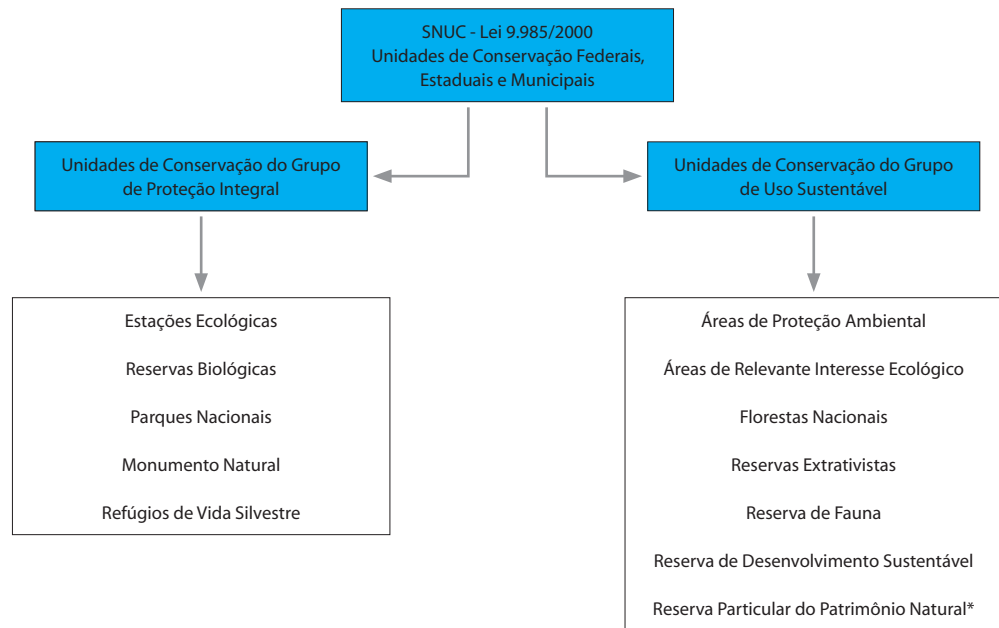 SNUC - Lei 9.985/2000
Unidades de Conservação Federais,
Estaduais e Municipais
Unidades de Conservação do Grupo
de Proteção Integral
Unidades de Conservação do Grupo
de Uso Sustentável
Estações Ecológicas
Reservas Biológicas
Parques Nacionais
Monumento Natural
Refúgios de Vida Silvestre
Áreas de Proteção Ambiental
Áreas de Relevante Interesse Ecológico
Florestas Nacionais
Reservas Extrativistas
Reserva de Fauna
Reserva de Desenvolvimento Sustentável
Reserva Particular do Patrimônio Natural*